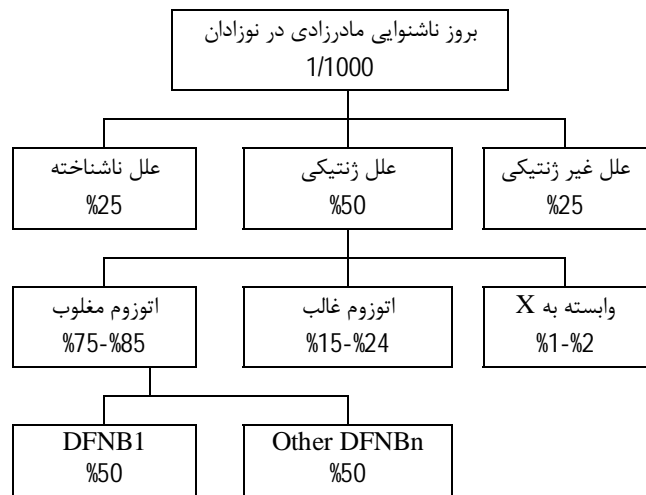 بروز ناشنوایی مادرزادی در نوزادان
1/1000
علل غیر ژنتیکی
%25
علل ژنتیکی
%50
علل ناشناخته
%25
وابسته به X
%1-%2
اتوزوم غالب
%15-%24
اتوزوم مغلوب
%75-%85
DFNB1
%50
Other DFNBn
%50